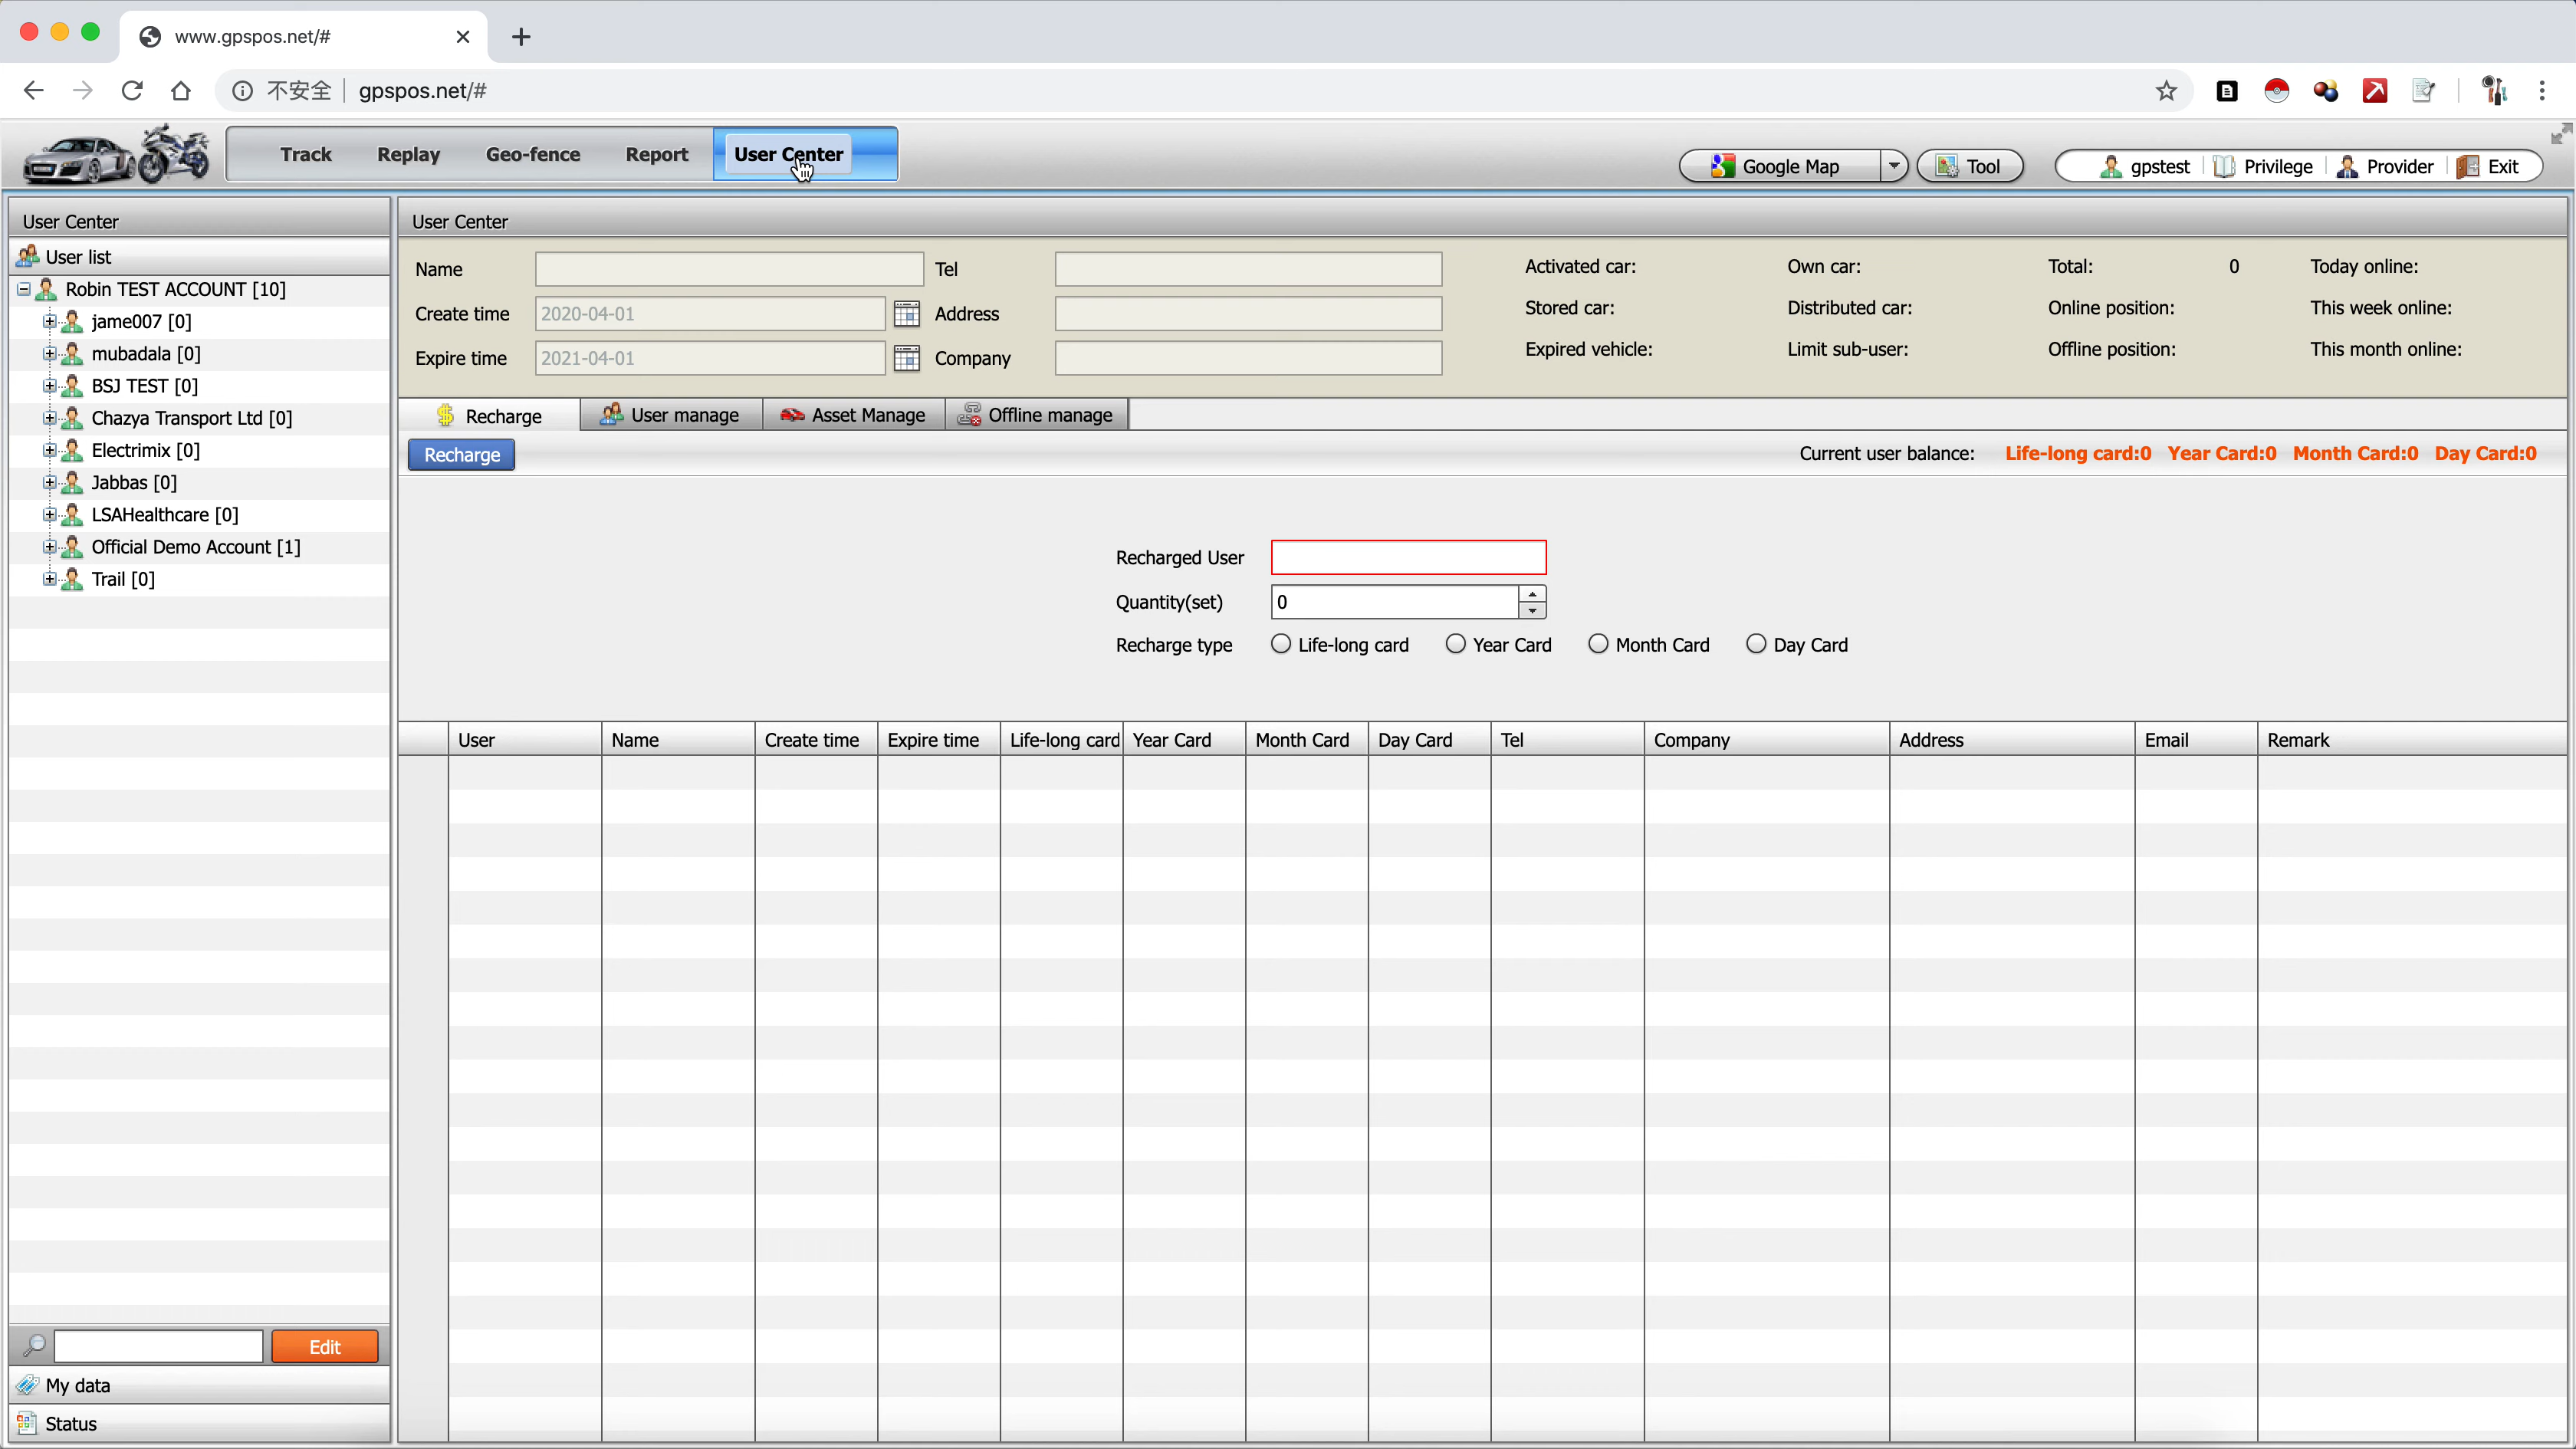 www.gpspos.net/#
不安全 gpspos.net/#
Track Replay Geo-fence Report User Center
Google Map Tool gpstest Privilege Provider Exit
User Center
User list
Robin TEST ACCOUNT [10]
jame007 [0]
mubadala [0]
BSJ TEST [0]
Chazya Transport Ltd [0]
Electrimix [0]
Jabbas [0]
LSAHealthcare [0]
Official Demo Account [1]
Trail [0]
Edit
My data
Status
User Center
Name Tel Activated car: Own car: Total: 0 Today online:
Create time 2020-04-01 Address Stored car: Distributed car: Online position: This week online:
Expire time 2021-04-01 Company Expired vehicle: Limit sub-user: Offline position: This month online:
Recharge User manage Asset Manage Offline manage
Recharge Current user balance: Life-long card:0 Year Card:0 Month Card:0 Day Card:0
Recharged User
Quantity(set) 0
Recharge type Life-long card Year Card Month Card Day Card
User Name Create time Expire time Life-long card Year Card Month Card Day Card Tel Company Address Email Remark